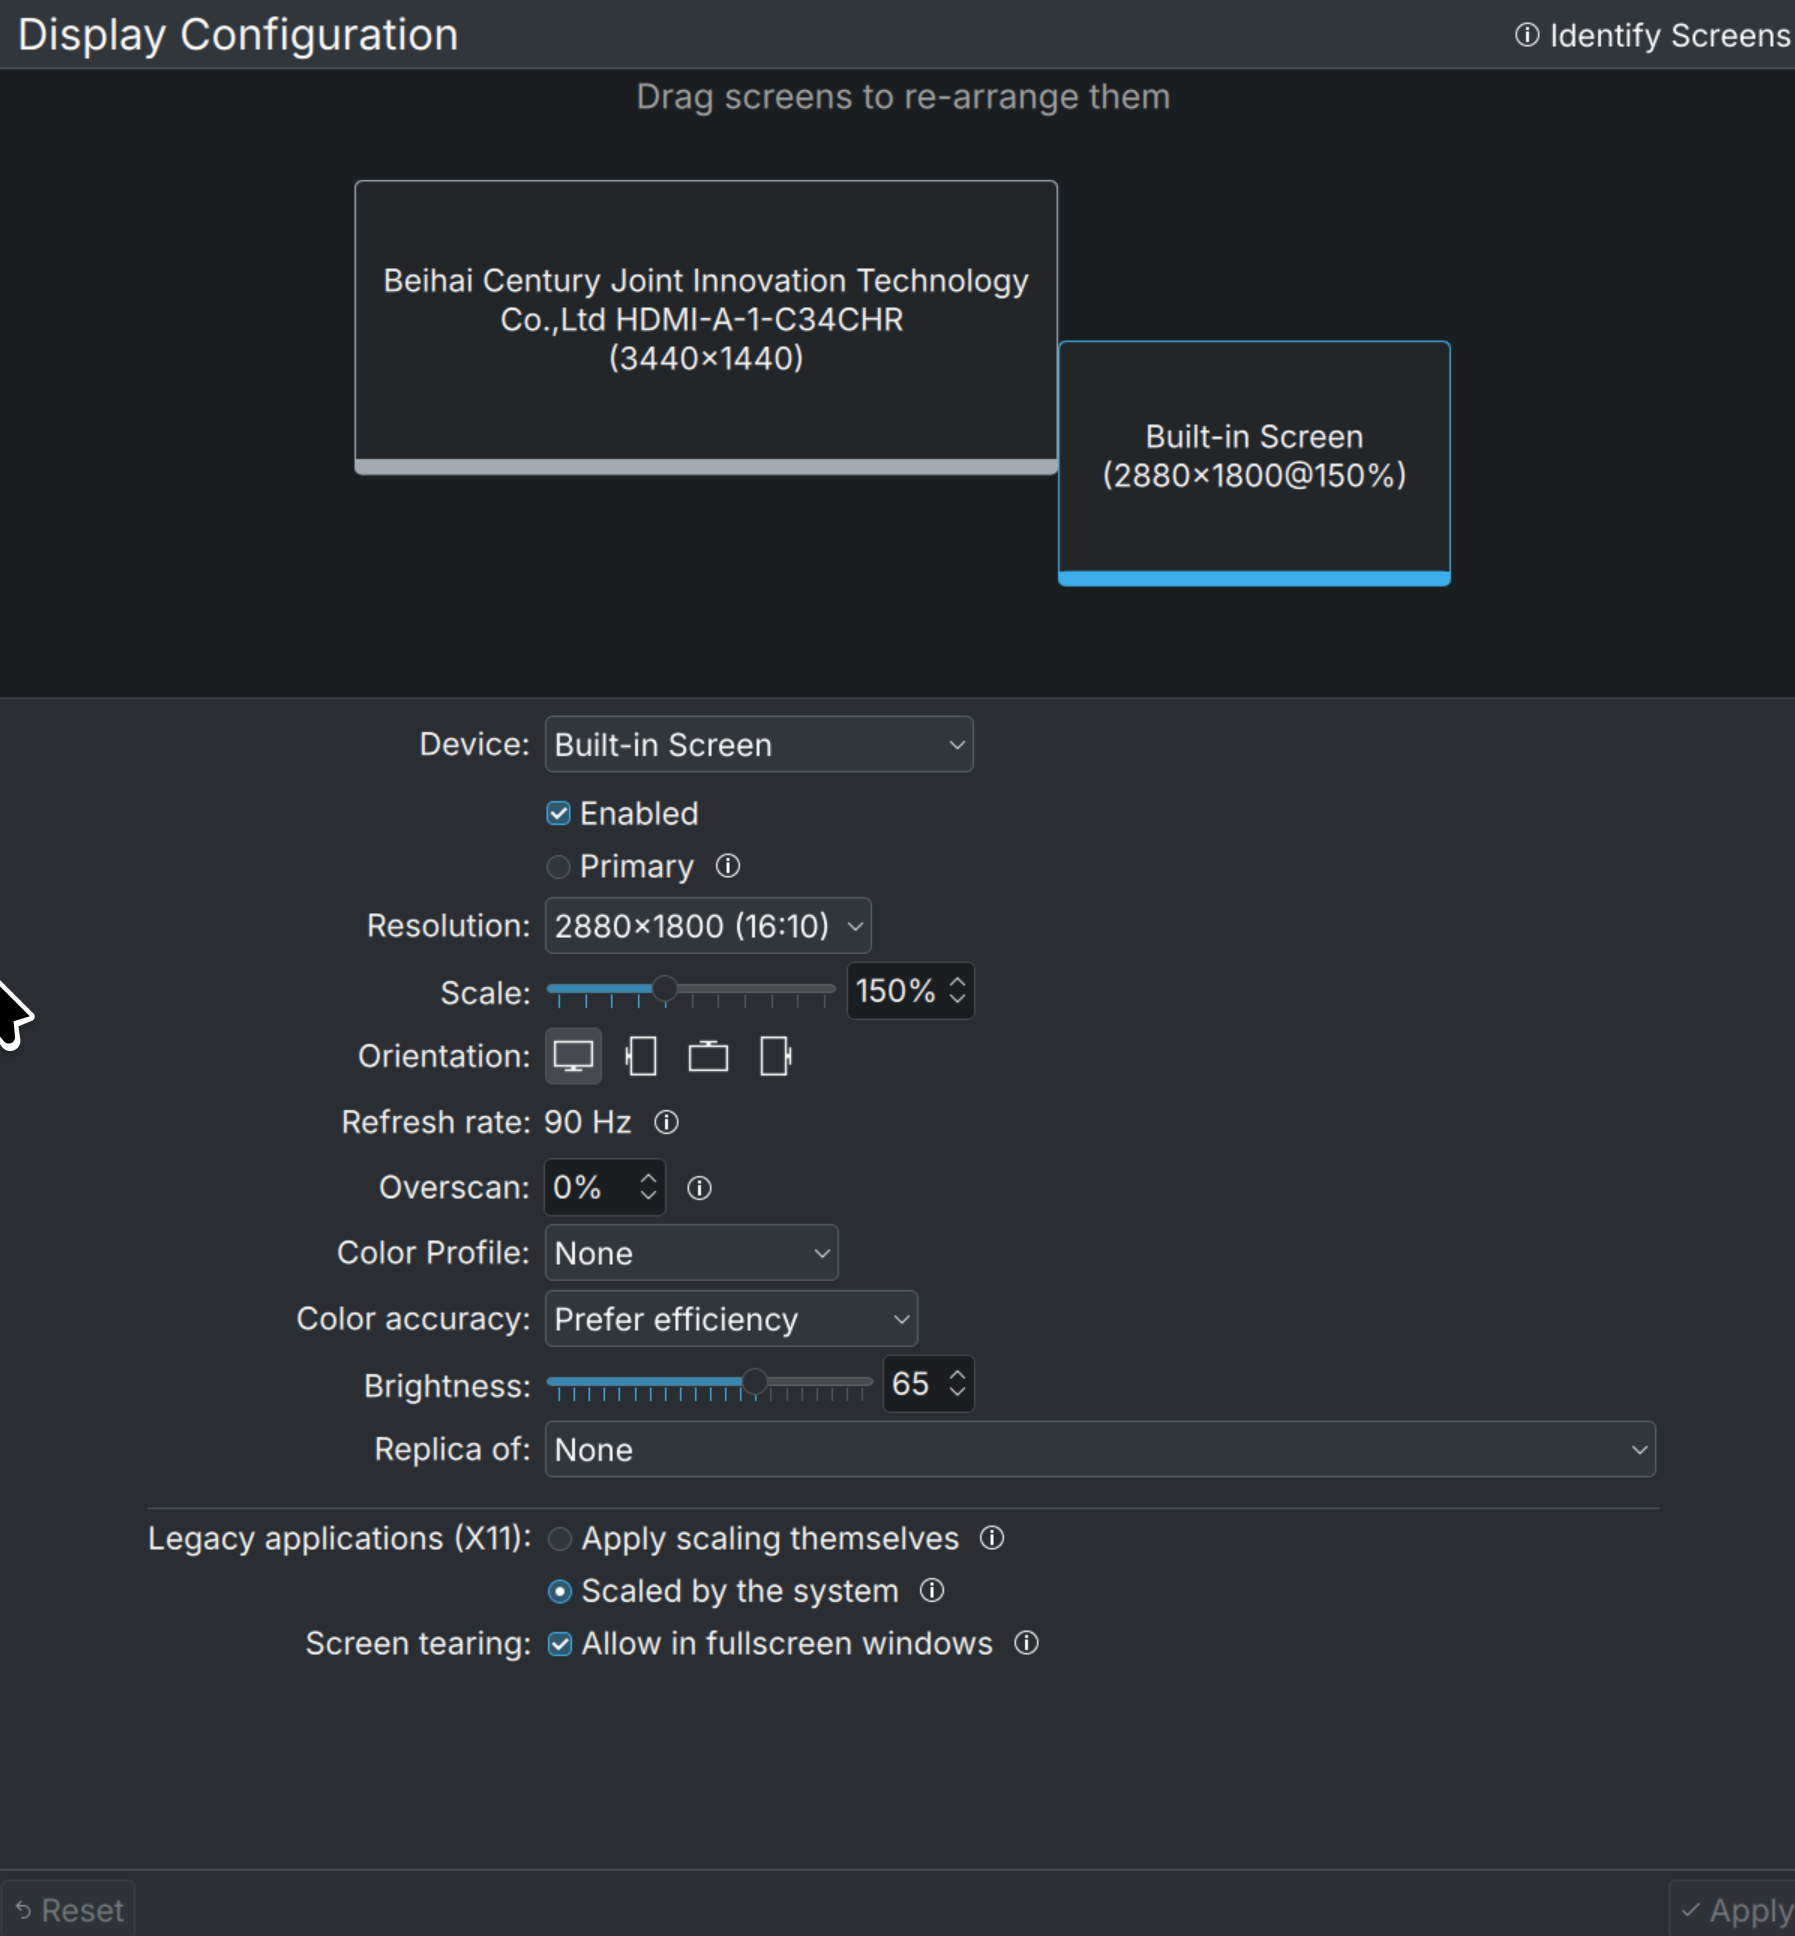 Display Configuration
Identify Screens
Drag screens to re-arrange them
Beihai Century Joint Innovation Technology
Co.,Ltd HDMI-A-1-C34CHR
(3440×1440)
Built-in Screen
(2880×1800@150%)
Device: Built-in Screen
Enabled
Primary
Resolution: 2880×1800 (16:10)
Scale: 150%
Orientation:
Refresh rate: 90 Hz
Overscan: 0%
Color Profile: None
Color accuracy: Prefer efficiency
Brightness: 65
Replica of: None
Legacy applications (X11): Apply scaling themselves
Scaled by the system
Screen tearing: Allow in fullscreen windows
Reset
Apply